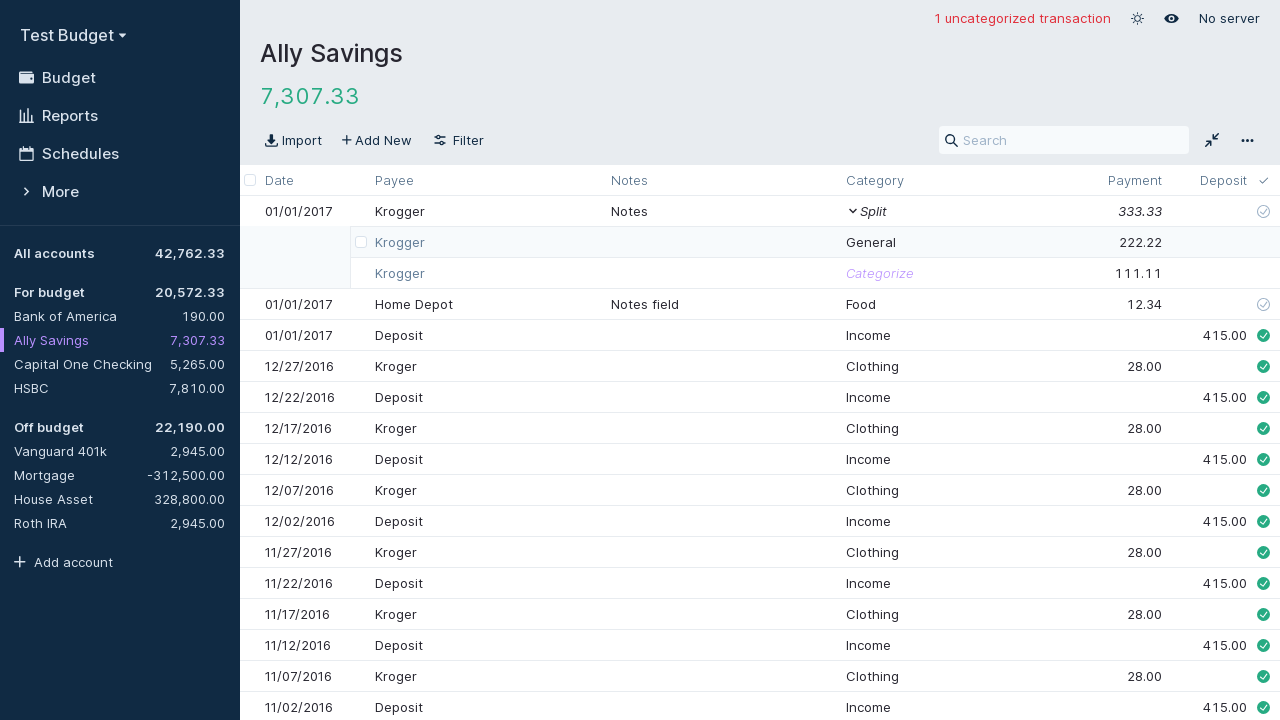 Test Budget
Budget
Reports
Schedules
More
All accounts 42,762.33
For budget 20,572.33
Bank of America 190.00
Ally Savings 7,307.33
Capital One Checking 5,265.00
HSBC 7,810.00
Off budget 22,190.00
Vanguard 401k 2,945.00
Mortgage -312,500.00
House Asset 328,800.00
Roth IRA 2,945.00
Add account
1 uncategorized transaction No server
Ally Savings
7,307.33
Import Add New Filter Search
Date Payee Notes Category Payment Deposit
01/01/2017 Krogger Notes Split 333.33
Krogger General 222.22
Krogger Categorize 111.11
01/01/2017 Home Depot Notes field Food 12.34
01/01/2017 Deposit Income 415.00
12/27/2016 Kroger Clothing 28.00
12/22/2016 Deposit Income 415.00
12/17/2016 Kroger Clothing 28.00
12/12/2016 Deposit Income 415.00
12/07/2016 Kroger Clothing 28.00
12/02/2016 Deposit Income 415.00
11/27/2016 Kroger Clothing 28.00
11/22/2016 Deposit Income 415.00
11/17/2016 Kroger Clothing 28.00
11/12/2016 Deposit Income 415.00
11/07/2016 Kroger Clothing 28.00
11/02/2016 Deposit Income 415.00